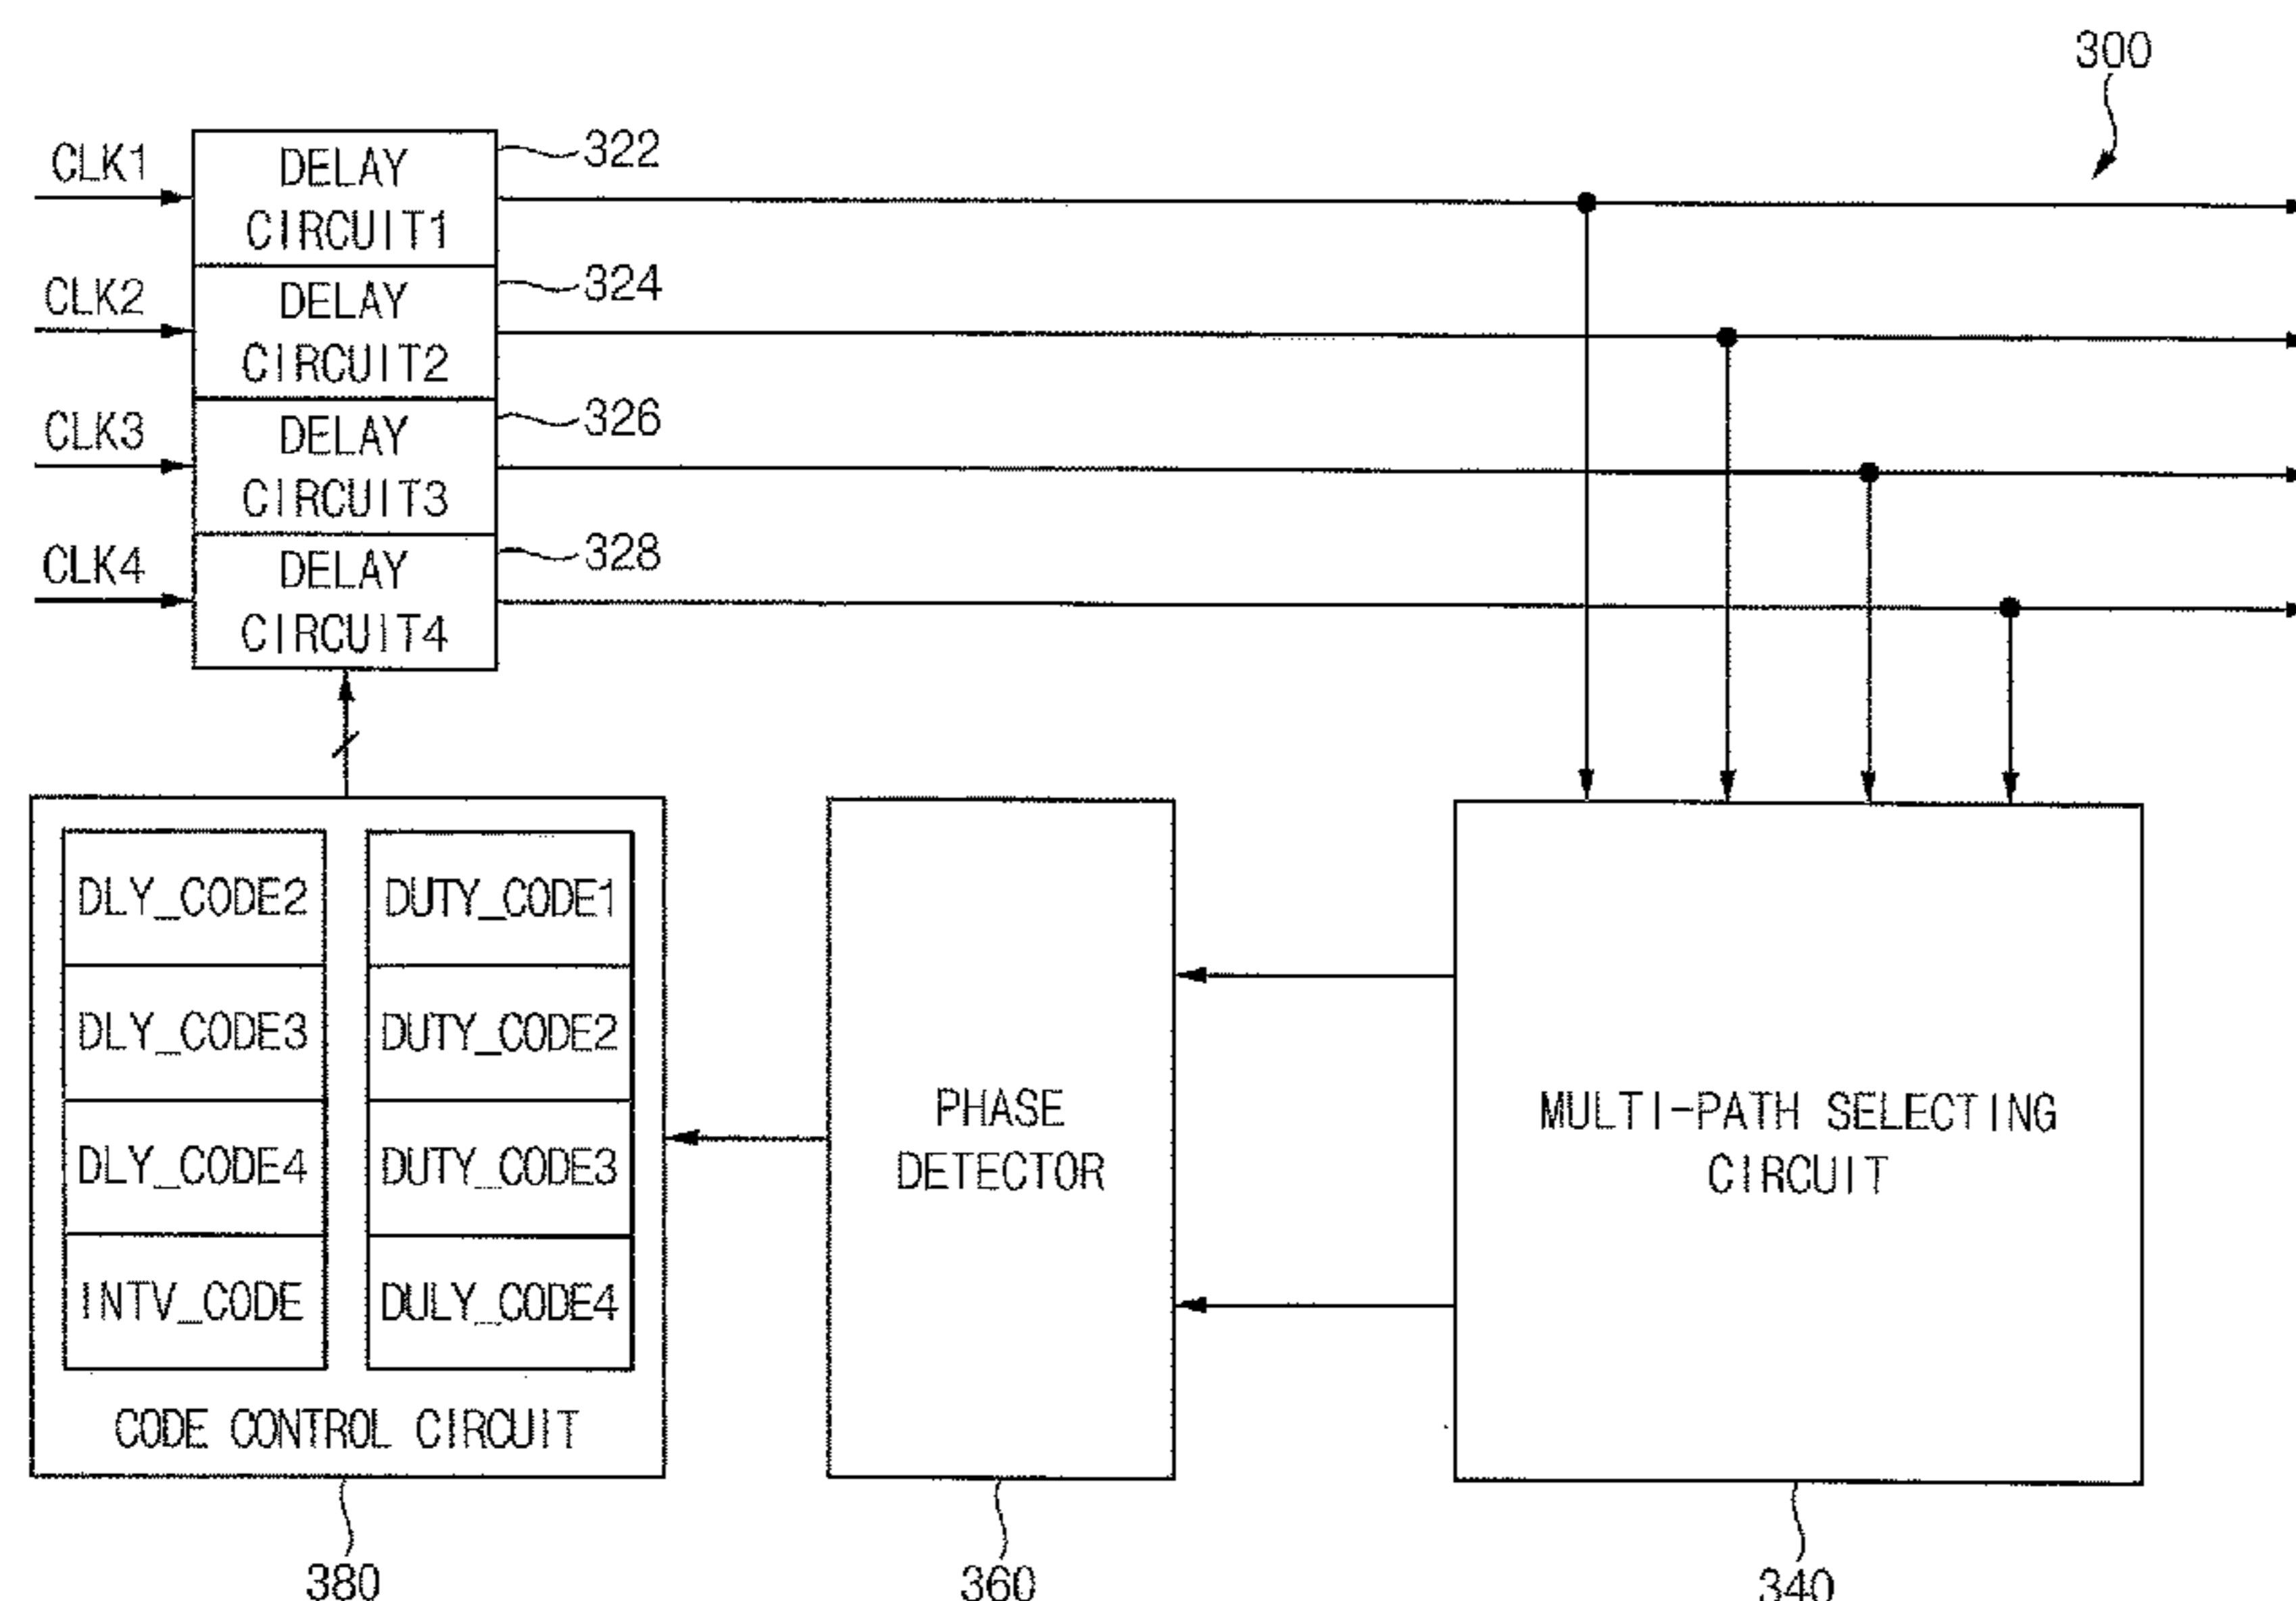 300
CLK1
DELAY
CIRCUIT1
322
CLK2
DELAY
CIRCUIT2
324
CLK3
DELAY
CIRCUIT3
326
CLK4
DELAY
CIRCUIT4
328
DLY_CODE2
DUTY_CODE1
DLY_CODE3
DUTY_CODE2
DLY_CODE4
DUTY_CODE3
INTV_CODE
DULY_CODE4
CODE CONTROL CIRCUIT
380
PHASE
DETECTOR
360
MULTI-PATH SELECTING
CIRCUIT
340